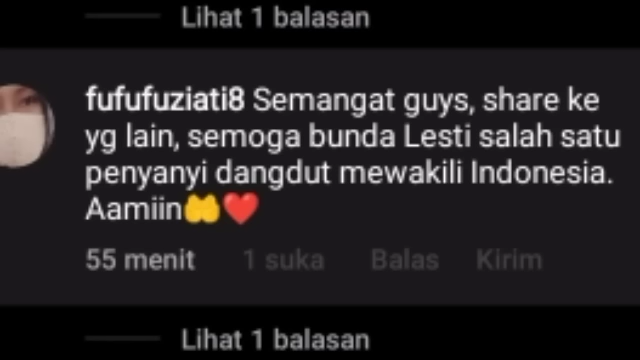 Lihat 1 balasan
fufufuziati8 Semangat guys, share ke
yg lain, semoga bunda Lesti salah satu
penyanyi dangdut mewakili Indonesia.
Aamiin🤲❤️
55 menit 1 suka Balas Kirim
Lihat 1 balasan